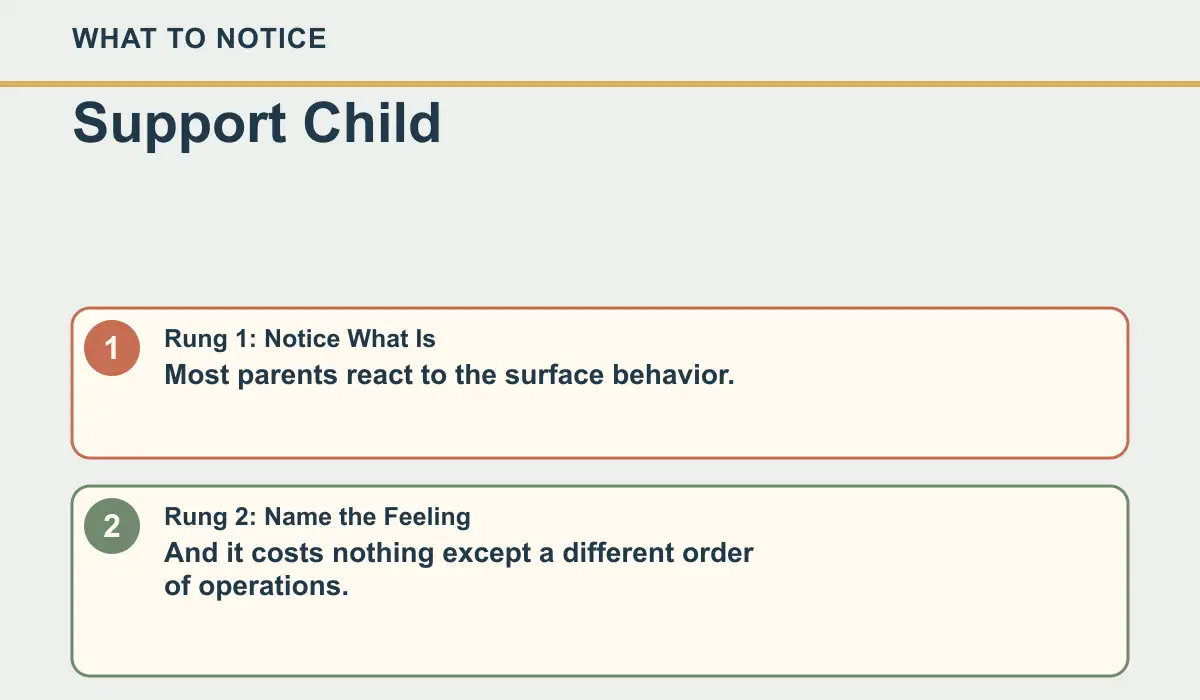 WHAT TO NOTICE
Support Child
1
Rung 1: Notice What Is
Most parents react to the surface behavior.
2
Rung 2: Name the Feeling
And it costs nothing except a different order
of operations.